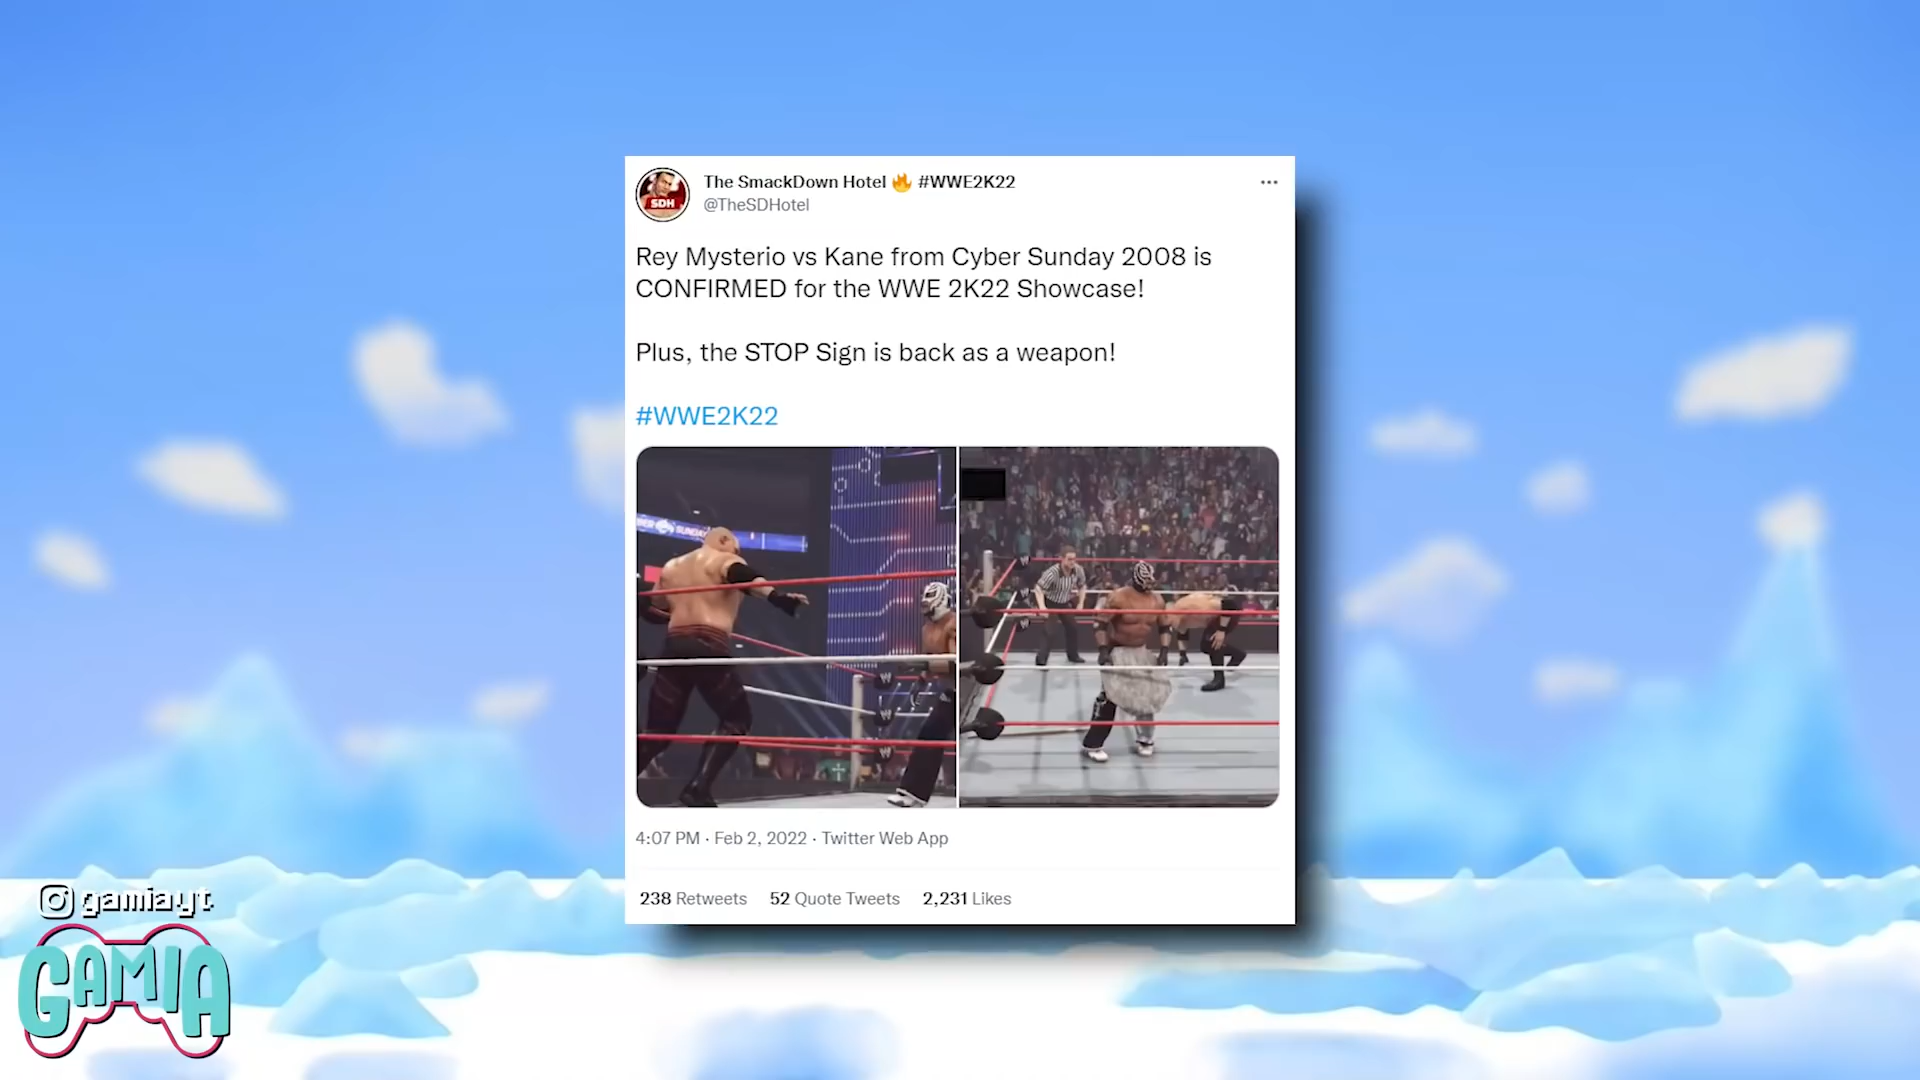 The SmackDown Hotel 🔥 #WWE2K22
@TheSDHotel
SDH
Rey Mysterio vs Kane from Cyber Sunday 2008 is
CONFIRMED for the WWE 2K22 Showcase!
Plus, the STOP Sign is back as a weapon!
#WWE2K22
4:07 PM · Feb 2, 2022 · Twitter Web App
238 Retweets 52 Quote Tweets 2,231 Likes
gamiayt
GAMIA